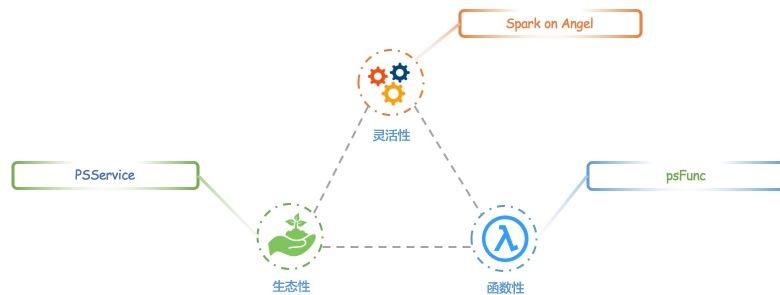 Spark on Angel
灵活性
PSService
psFunc
生态性
函数性